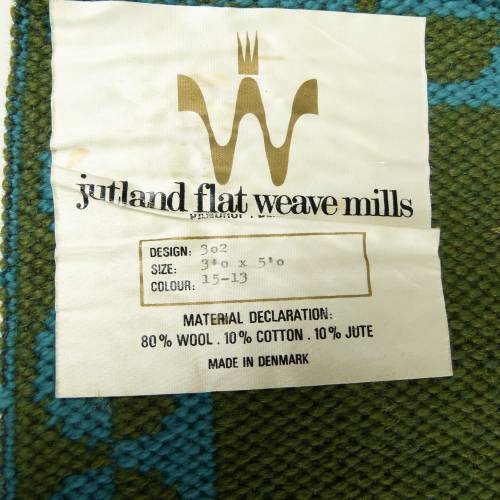 jutland flat weave mills
DESIGN: 302
SIZE: 3'0 x 5'0
COLOUR: 15-13
MATERIAL DECLARATION:
80% WOOL . 10% COTTON . 10% JUTE
MADE IN DENMARK